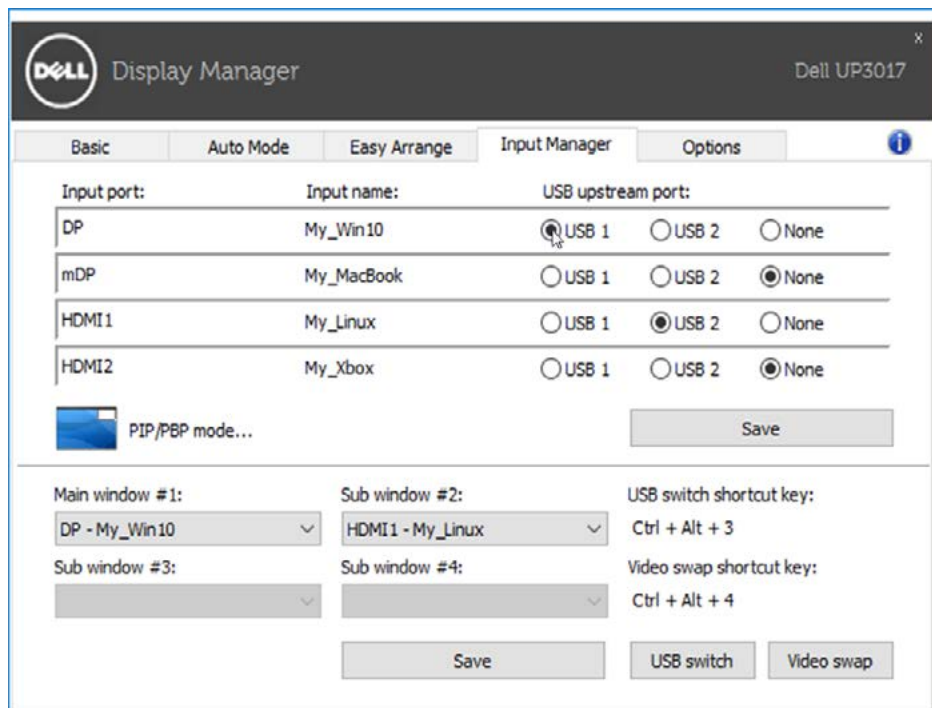 x
DELL Display Manager Dell UP3017
Basic Auto Mode Easy Arrange Input Manager Options i
Input port: Input name: USB upstream port:
DP My_Win10 USB 1 USB 2 None
mDP My_MacBook USB 1 USB 2 None
HDMI1 My_Linux USB 1 USB 2 None
HDMI2 My_Xbox USB 1 USB 2 None
PIP/PBP mode... Save
Main window #1: Sub window #2: USB switch shortcut key:
DP - My_Win10 HDMI1 - My_Linux Ctrl + Alt + 3
Sub window #3: Sub window #4: Video swap shortcut key:
Ctrl + Alt + 4
Save USB switch Video swap